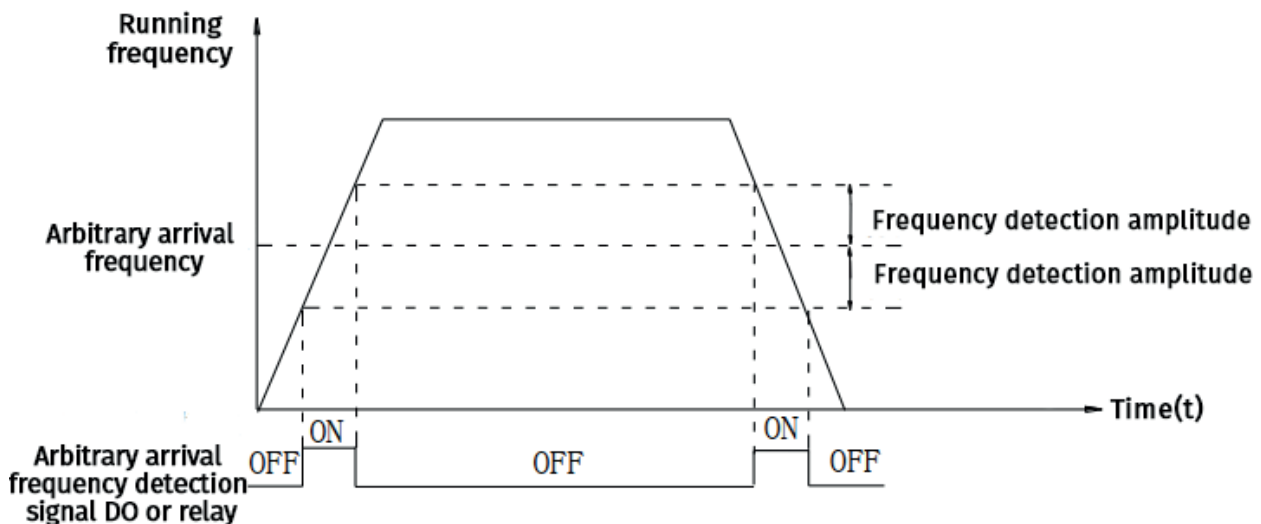 Running
frequency
Arbitrary arrival
frequency
Frequency detection amplitude
Frequency detection amplitude
Time(t)
ON
ON
OFF
OFF
OFF
Arbitrary arrival
frequency detection
signal DO or relay